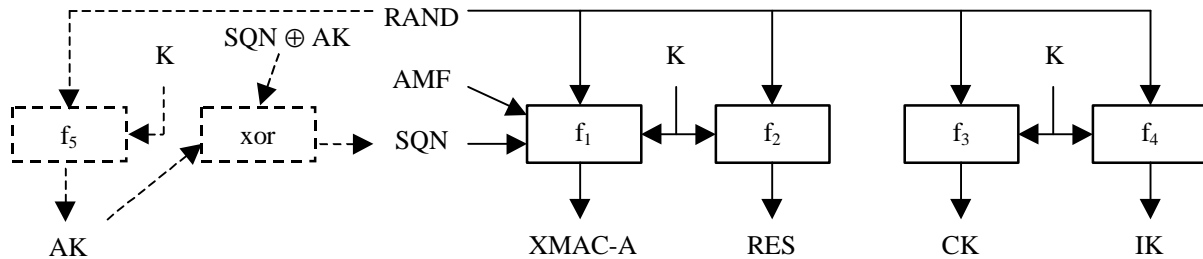 RAND
SQN ⊕ AK
K
K
K
AMF
f5
xor
SQN
f1
f2
f3
f4
AK
XMAC-A
RES
CK
IK